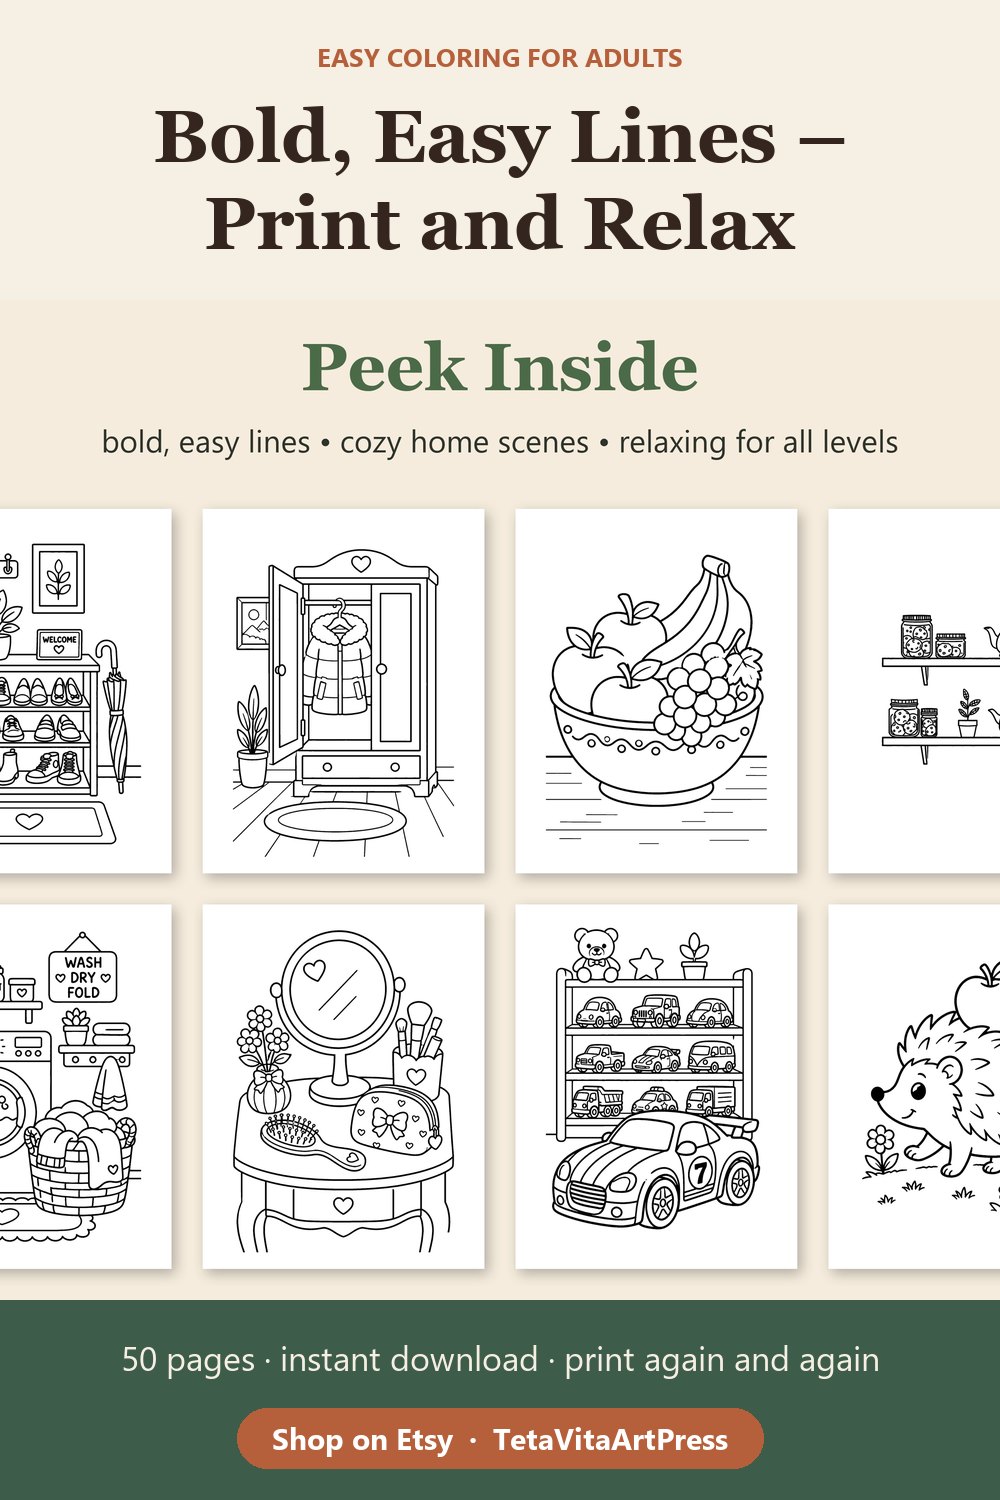 EASY COLORING FOR ADULTS
Bold, Easy Lines –
Print and Relax
Peek Inside
bold, easy lines • cozy home scenes • relaxing for all levels
WELCOME
WASH
DRY
FOLD
7
50 pages · instant download · print again and again
Shop on Etsy · TetaVitaArtPress